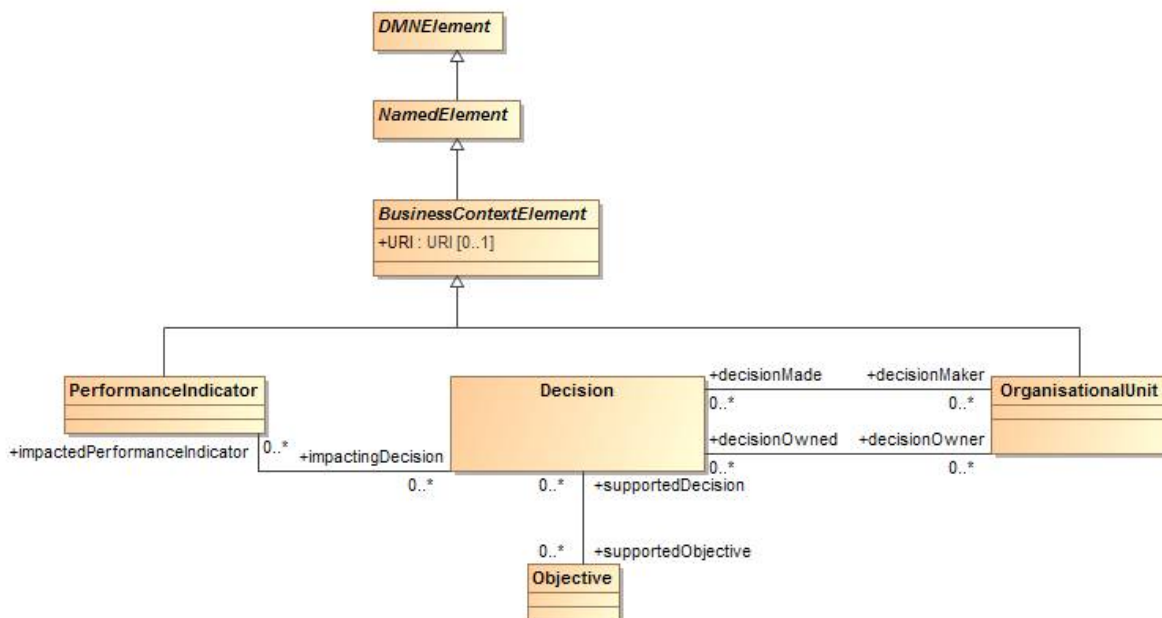 DMNElement
NamedElement
BusinessContextElement
+URI : URI [0..1]
PerformanceIndicator
Decision
+decisionMade
+decisionMaker
OrganisationalUnit
0..*
0..*
+impactedPerformanceIndicator
0..*
+impactingDecision
+decisionOwned
+decisionOwner
0..*
0..*
0..*
0..*
+supportedDecision
0..*
+supportedObjective
Objective